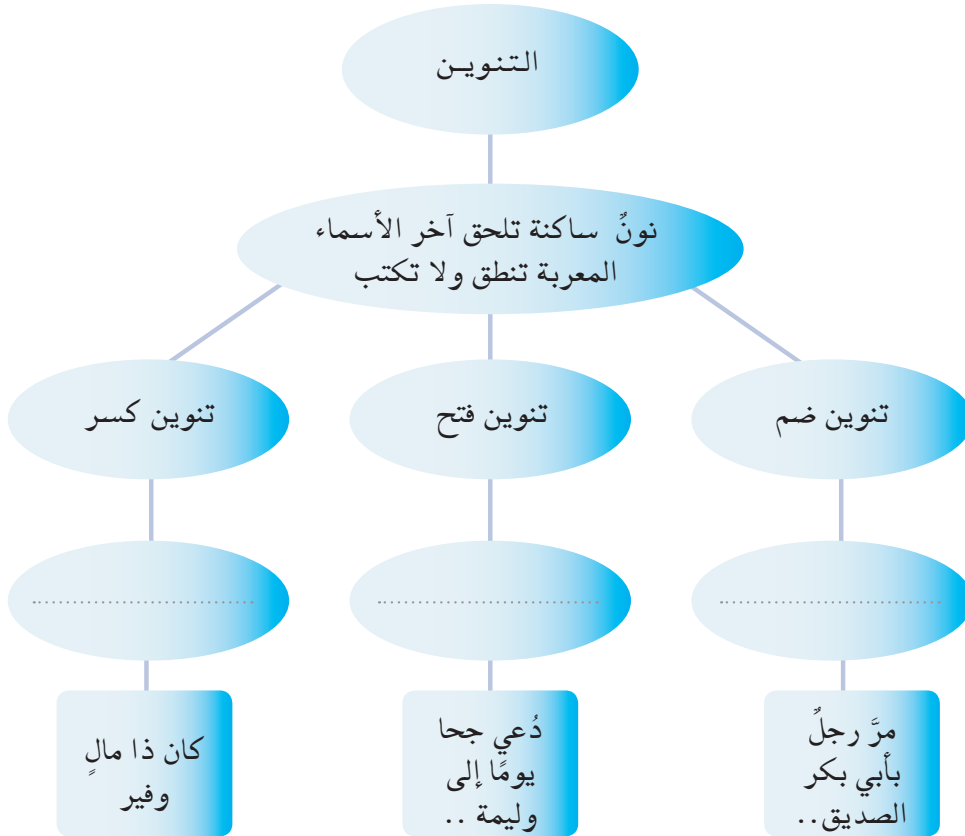 التنويـن
نونٌ ساكنة تلحق آخر الأسماء
المعربة تنطق ولا تكتب
تنوين ضم
تنوين فتح
تنوين كسر
........................
........................
........................
مرَّ رجلٌ
بأبي بكر
الصديق..
دُعي جحا
يومًا إلى
وليمة ..
كان ذا مالٍ
وفير